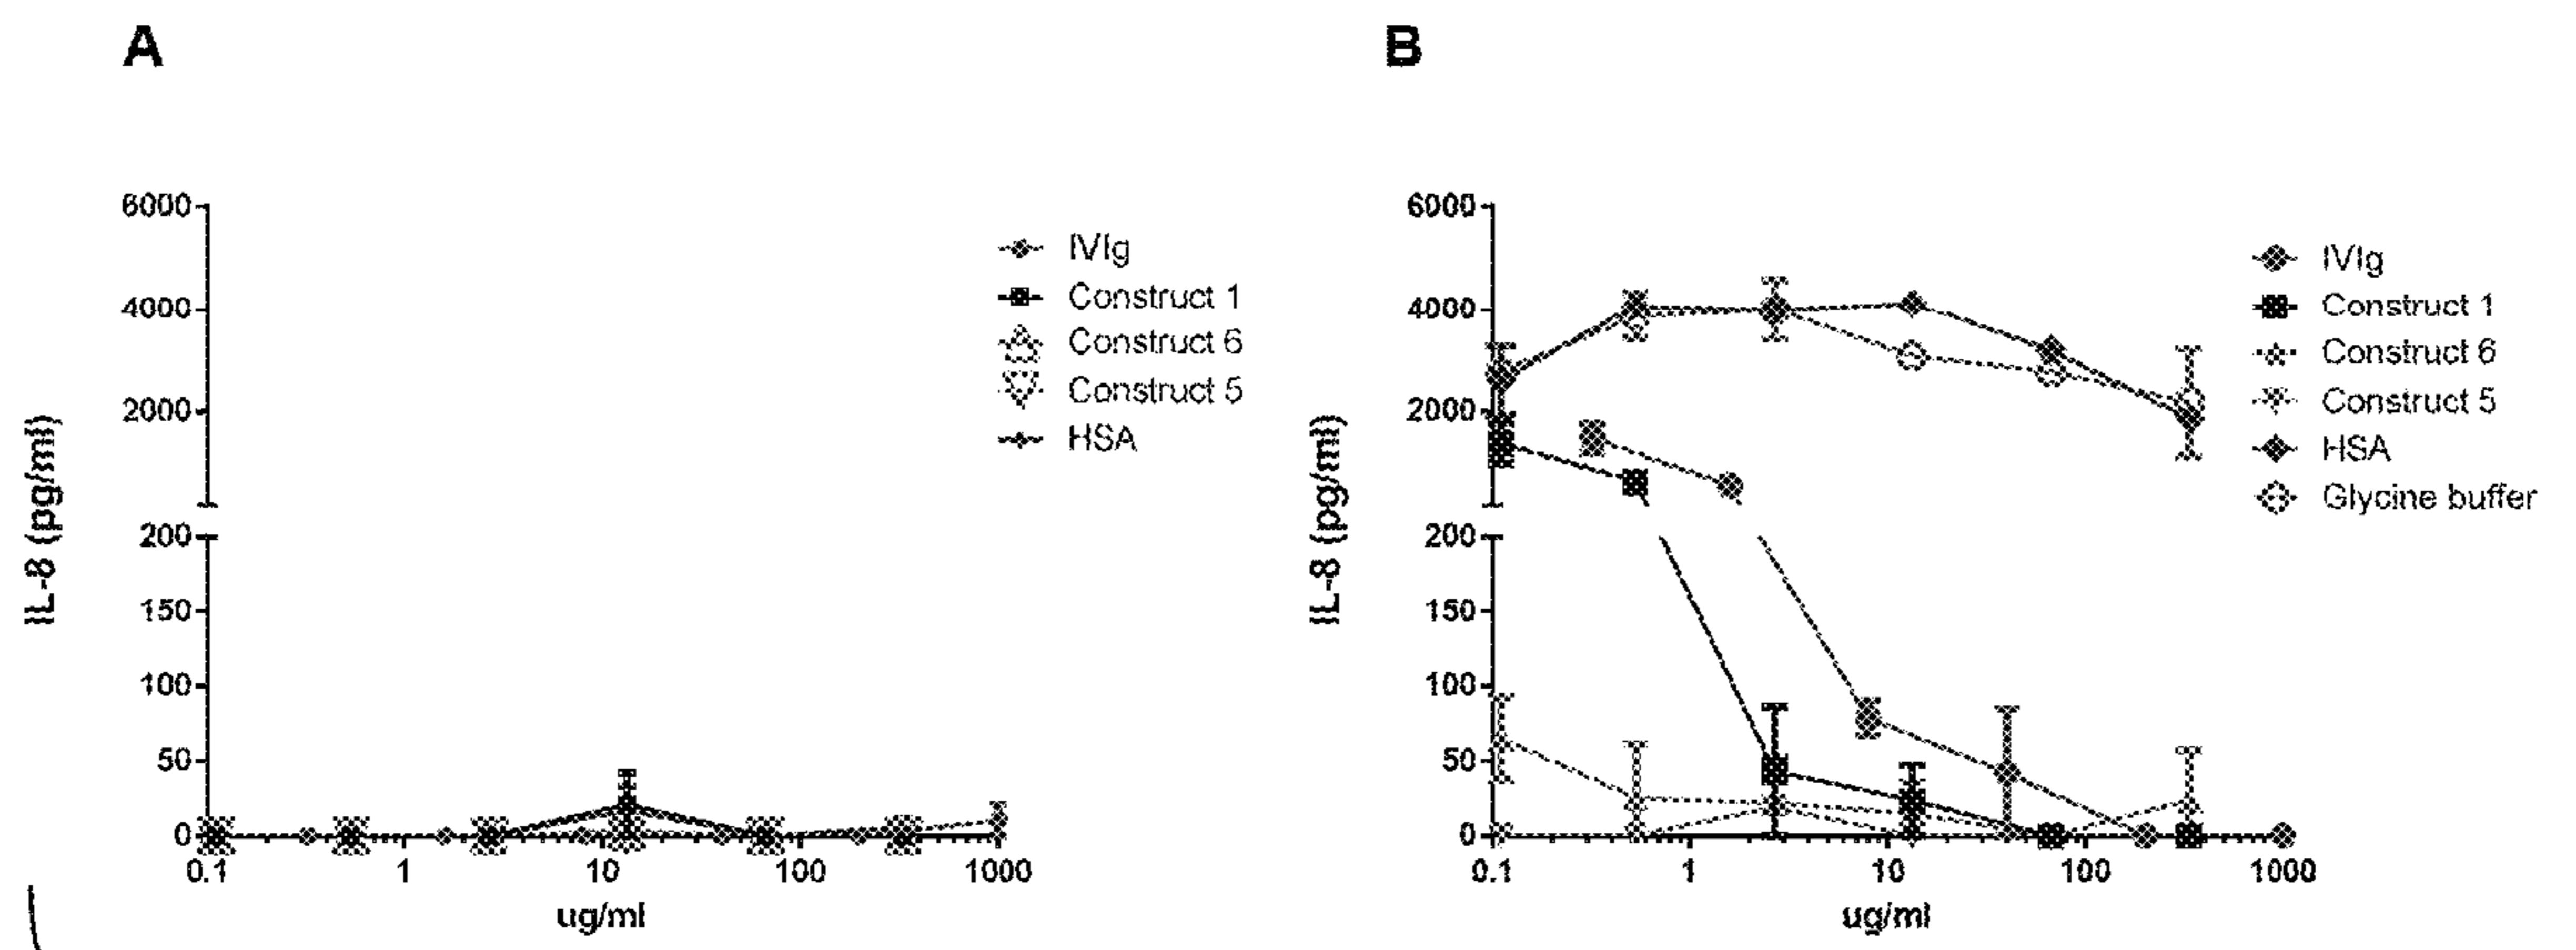 A
IL-8 (pg/ml)
6000
4000
2000
200
150
100
50
0
0.1 1 10 100 1000
ug/ml
IVIg
Construct 1
Construct 6
Construct 5
HSA
B
IL-8 (pg/ml)
6000
4000
2000
200
150
100
50
0
0.1 1 10 100 1000
ug/ml
IVIg
Construct 1
Construct 6
Construct 5
HSA
Glycine buffer